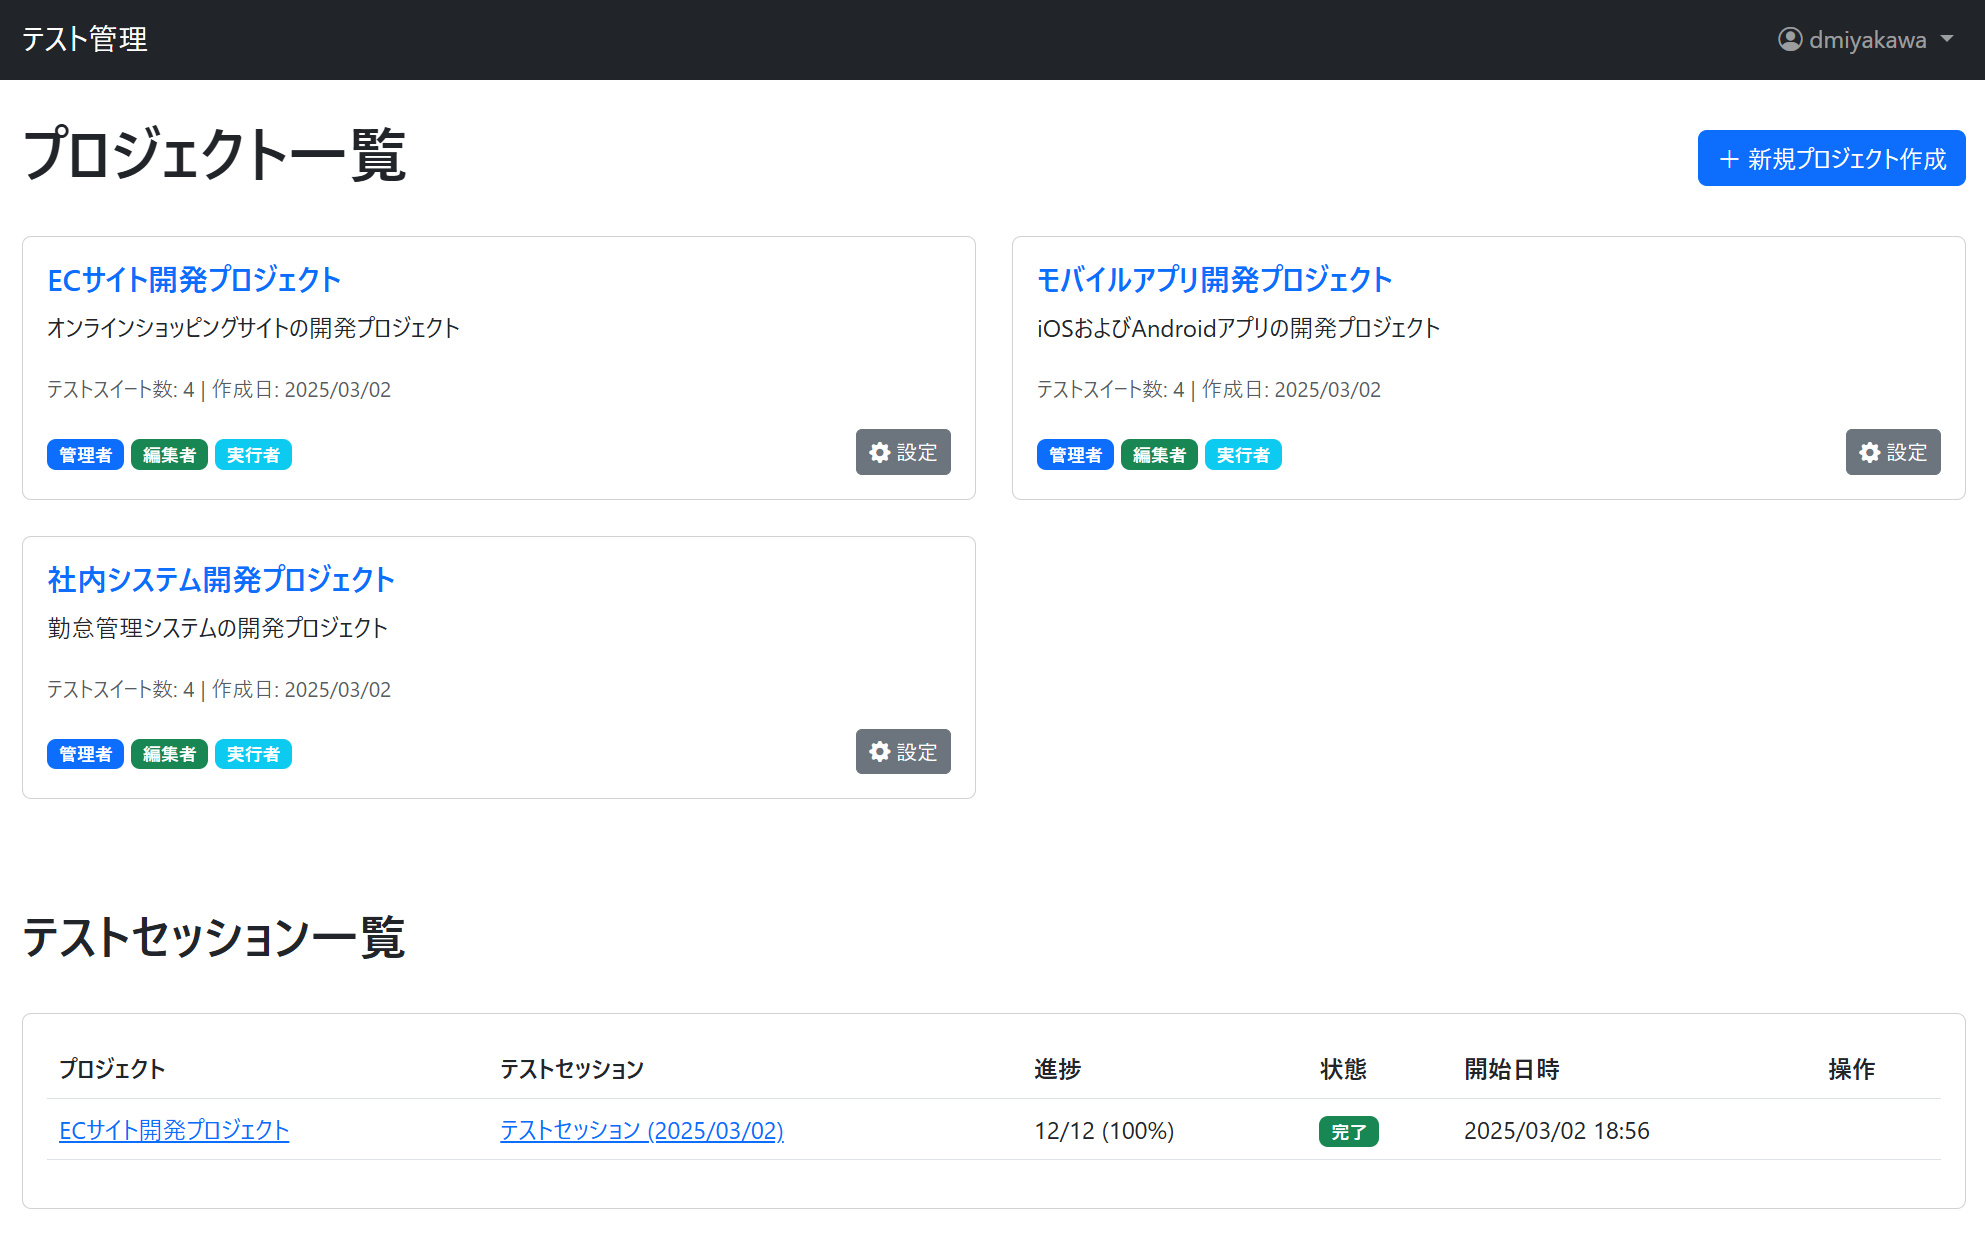 テスト管理
dmiyakawa
プロジェクト一覧
+ 新規プロジェクト作成
ECサイト開発プロジェクト
オンラインショッピングサイトの開発プロジェクト
テストスイート数: 4 | 作成日: 2025/03/02
管理者 編集者 実行者
設定
モバイルアプリ開発プロジェクト
iOSおよびAndroidアプリの開発プロジェクト
テストスイート数: 4 | 作成日: 2025/03/02
管理者 編集者 実行者
設定
社内システム開発プロジェクト
勤怠管理システムの開発プロジェクト
テストスイート数: 4 | 作成日: 2025/03/02
管理者 編集者 実行者
設定
テストセッション一覧
プロジェクト テストセッション 進捗 状態 開始日時 操作
ECサイト開発プロジェクト テストセッション (2025/03/02) 12/12 (100%) 完了 2025/03/02 18:56